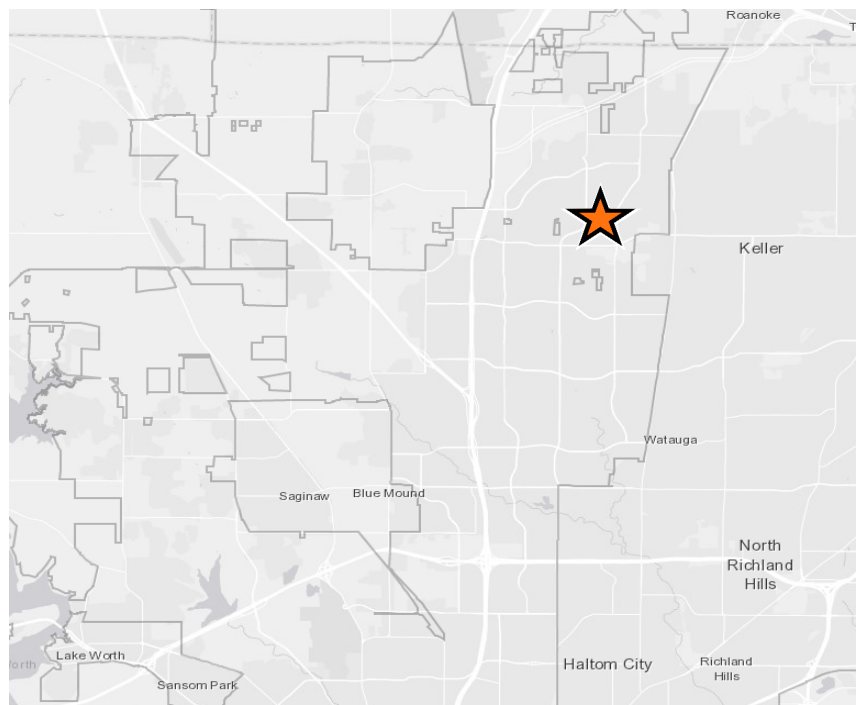 Roanoke
Keller
Watauga
Saginaw
Blue Mound
North
Richland
Hills
Lake Worth
Haltom City
Richland
Hills
Sansom Park